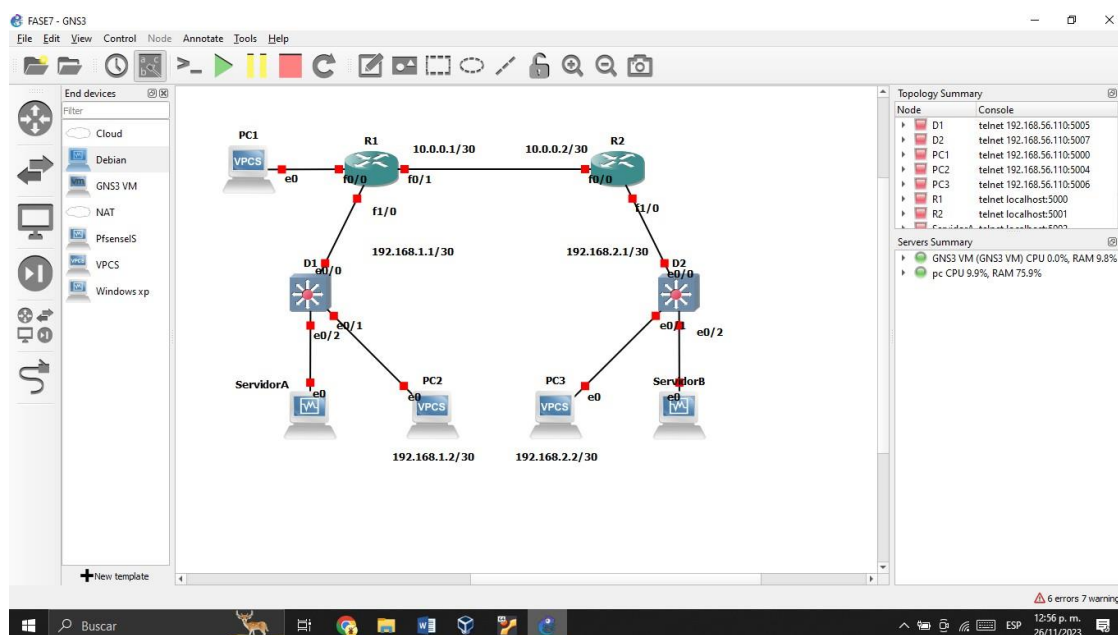 FASE7 - GNS3
File Edit View Control Node Annotate Tools Help
End devices
Filter
Cloud
Debian
GNS3 VM
NAT
PfsenseIS
VPCS
Windows xp
New template
PC1
VPCS
e0
R1
f0/0
f0/1
10.0.0.1/30
10.0.0.2/30
R2
f0/0
f1/0
f1/0
192.168.1.1/30
192.168.2.1/30
D1
e0/0
D2
e0/0
e0/1
e0/2
e0/1
e0/2
ServidorA
e0
PC2
e0
VPCS
192.168.1.2/30
PC3
e0
VPCS
192.168.2.2/30
ServidorB
e0
Topology Summary
Node Console
D1 telnet 192.168.56.110:5005
D2 telnet 192.168.56.110:5007
PC1 telnet 192.168.56.110:5000
PC2 telnet 192.168.56.110:5004
PC3 telnet 192.168.56.110:5006
R1 telnet localhost:5000
R2 telnet localhost:5001
Servers Summary
GNS3 VM (GNS3 VM) CPU 0.0%, RAM 9.8%
pc CPU 9.9%, RAM 75.9%
6 errors 7 warning
Buscar
ESP
12:56 p. m.
26/11/2023